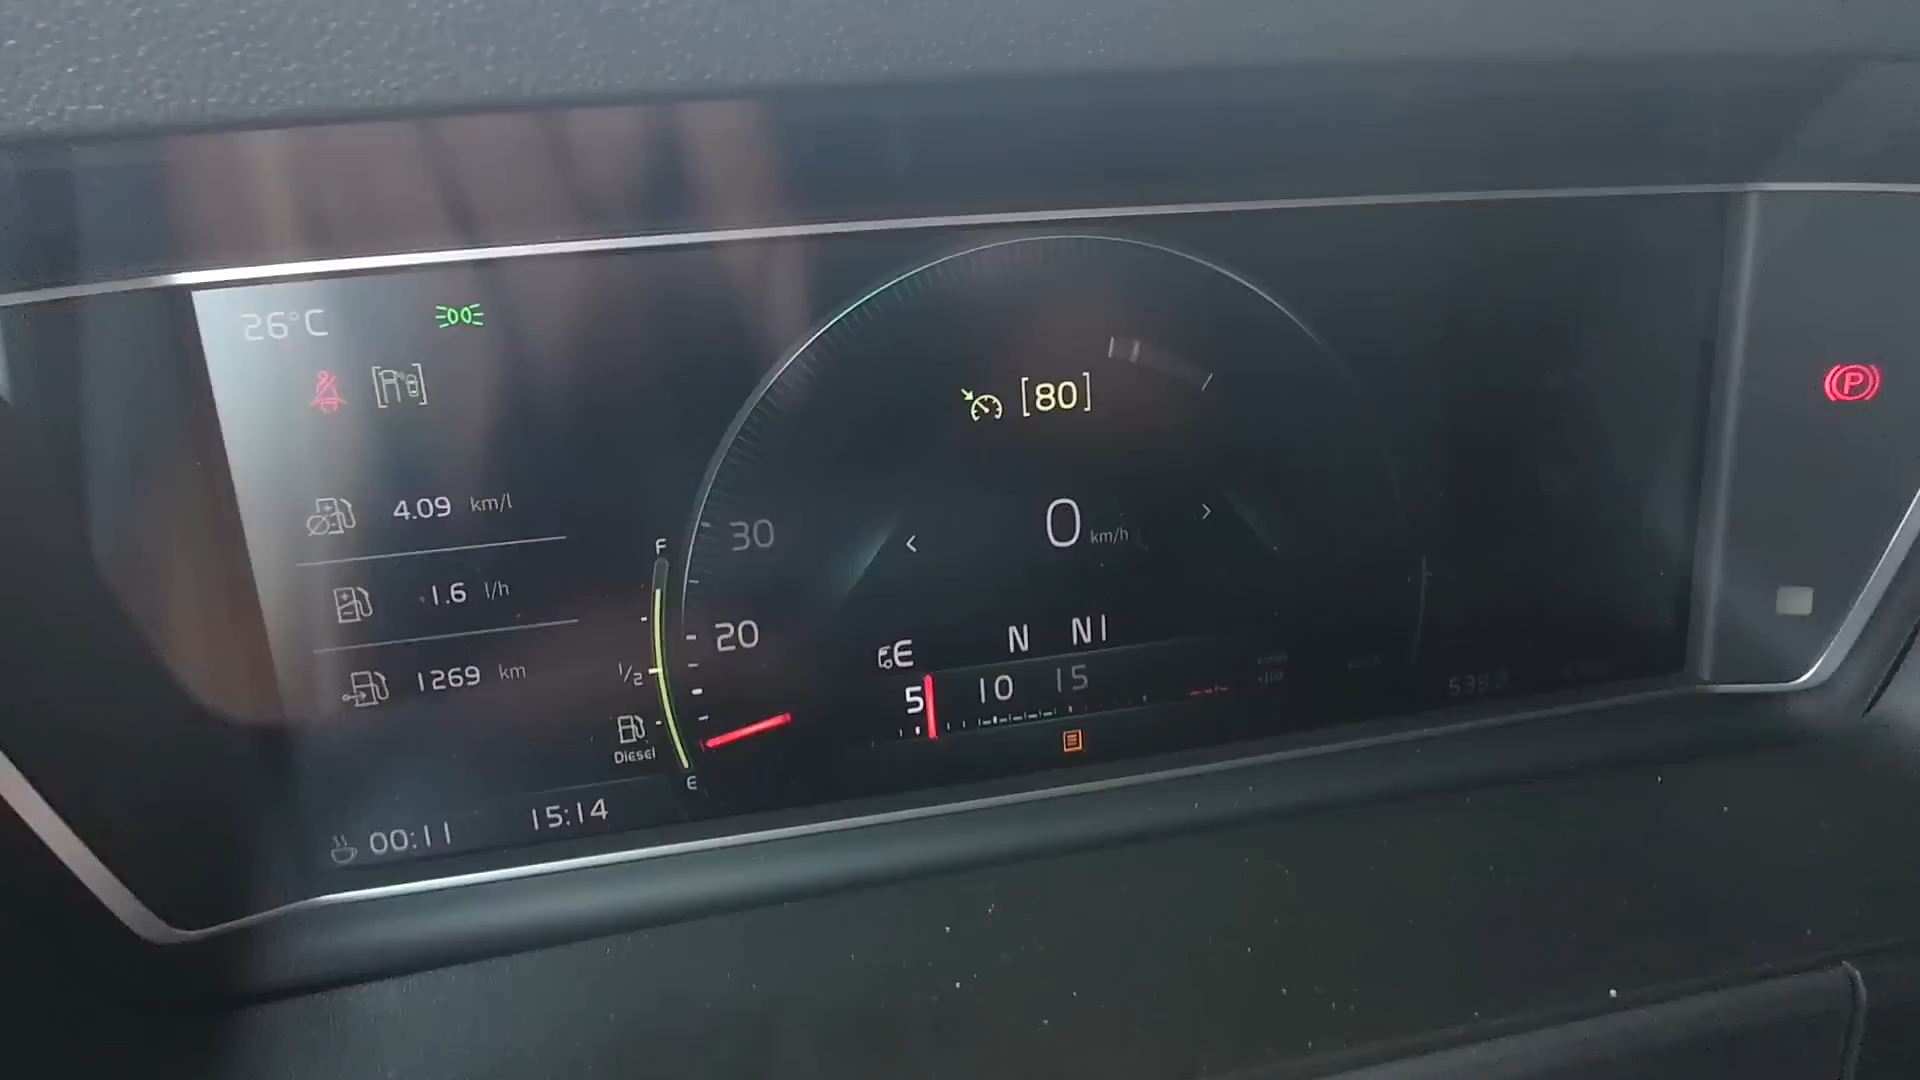 26°C
[80]
4.09 km/l
1.6 l/h
1269 km
F
1/2
Diesel
E
30
20
0 km/h
E N N1
5 10 15
00:11 15:14
P